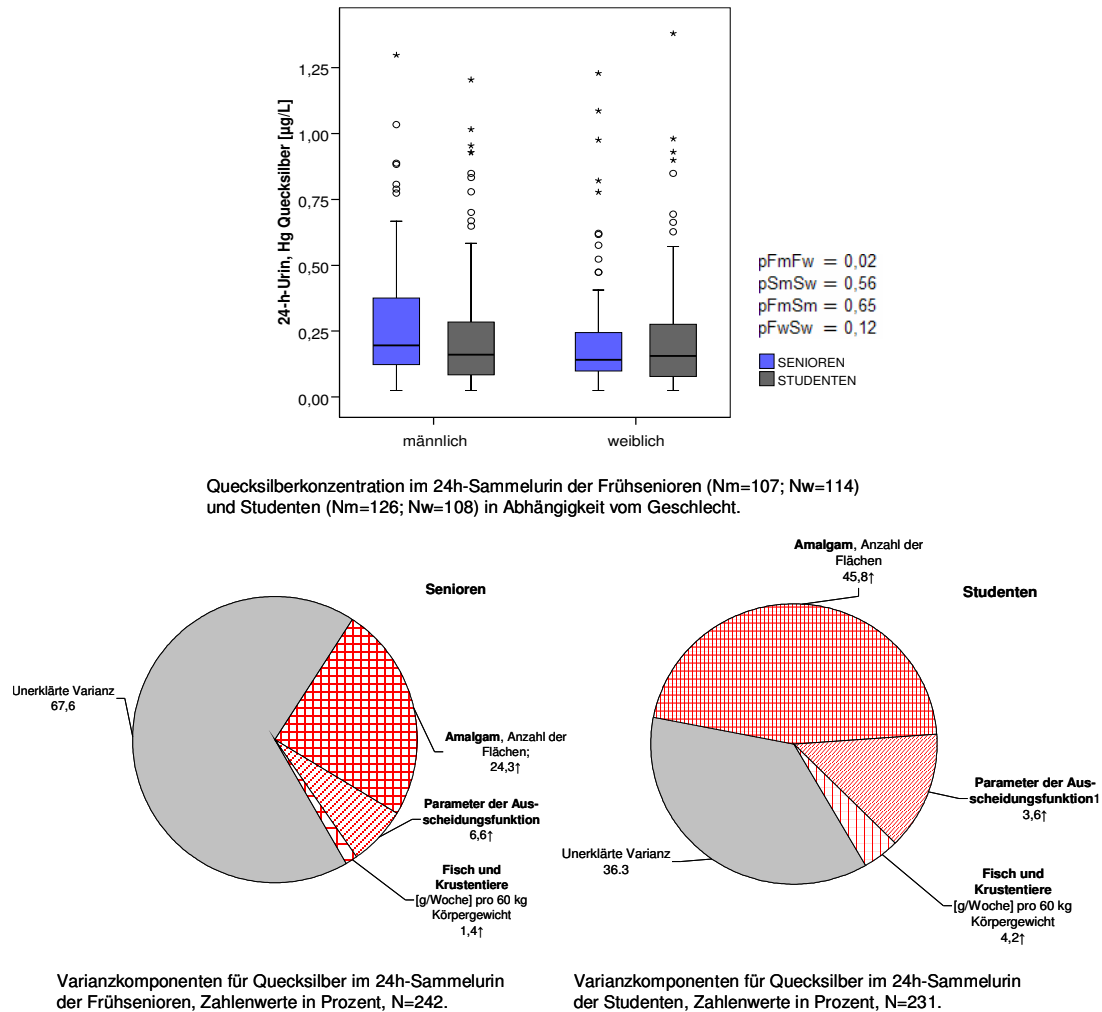 24-h-Urin, Hg Quecksilber [µg/L]
1,25
1,00
0,75
0,50
0,25
0,00
männlich
weiblich
pFmFw = 0,02
pSmSw = 0,56
pFmSm = 0,65
pFwSw = 0,12
SENIOREN
STUDENTEN
Quecksilberkonzentration im 24h-Sammelurin der Frühsenioren (Nm=107; Nw=114)
und Studenten (Nm=126; Nw=108) in Abhängigkeit vom Geschlecht.
Senioren
Unerklärte Varianz
67,6
Amalgam, Anzahl der
Flächen;
24,3↑
Parameter der Aus-
scheidungsfunktion
6,6↑
Fisch und
Krustentiere
[g/Woche] pro 60 kg
Körpergewicht
1,4↑
Varianzkomponenten für Quecksilber im 24h-Sammelurin
der Frühsenioren, Zahlenwerte in Prozent, N=242.
Amalgam, Anzahl der
Flächen
45,8↑
Studenten
Parameter der Aus-
scheidungsfunktion1
3,6↑
Unerklärte Varianz
36.3
Fisch und
Krustentiere
[g/Woche] pro 60 kg
Körpergewicht
4,2↑
Varianzkomponenten für Quecksilber im 24h-Sammelurin
der Studenten, Zahlenwerte in Prozent, N=231.